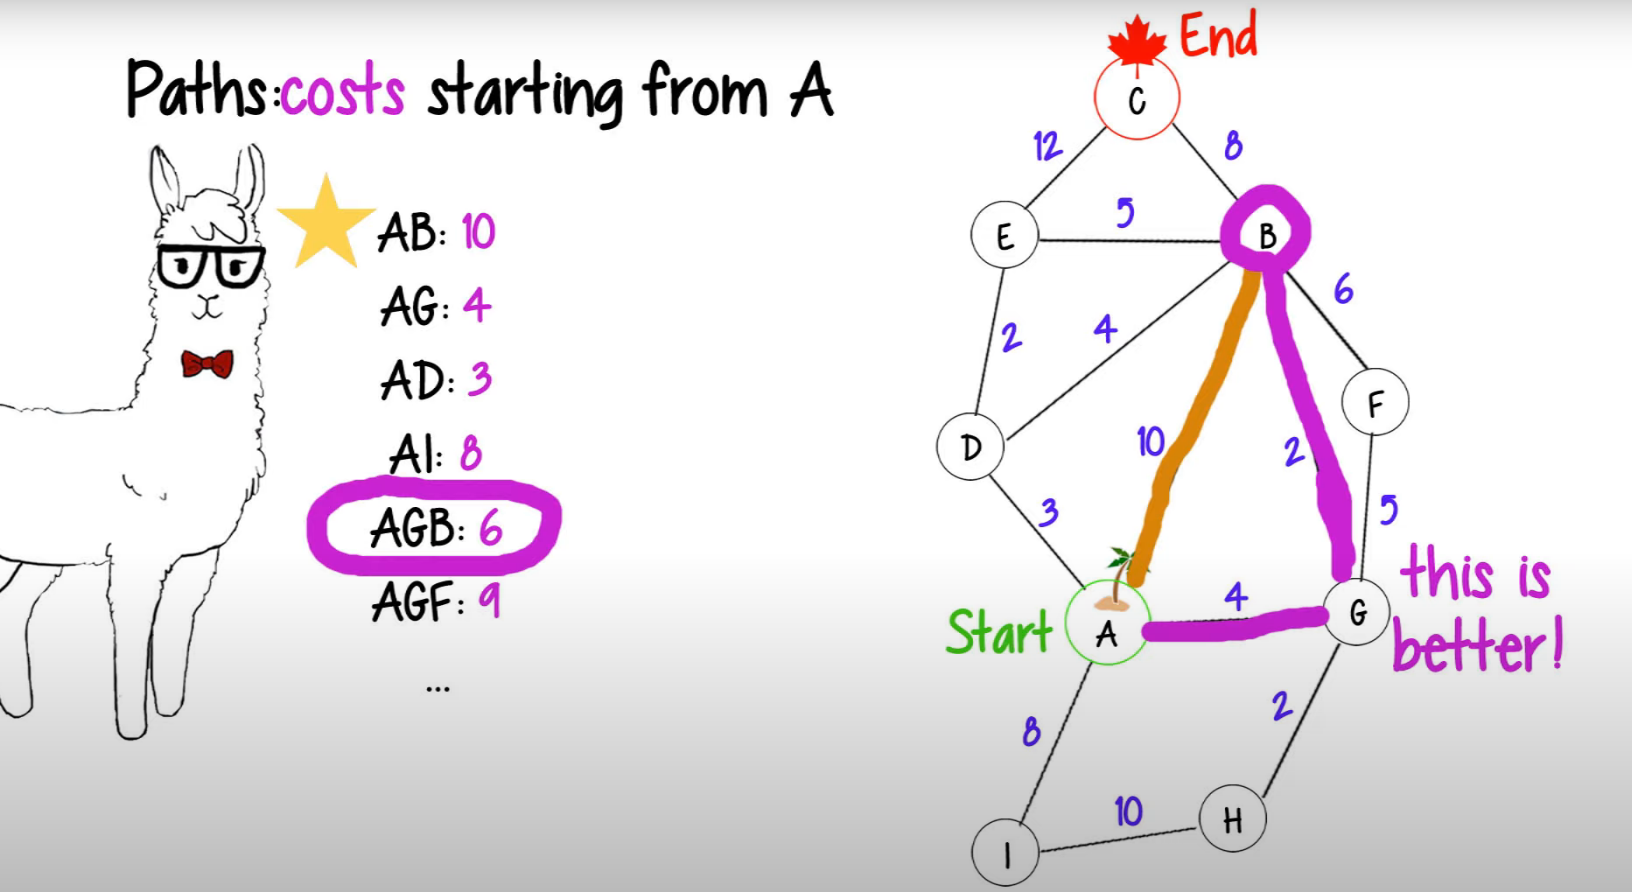 Paths:costs starting from A
AB: 10
AG: 4
AD: 3
AI: 8
AGB: 6
AGF: 9
...
End
C
12
8
E
5
B
6
2
4
D
10
2
F
3
5
Start
A
4
G
this is
better!
8
2
10
I
H